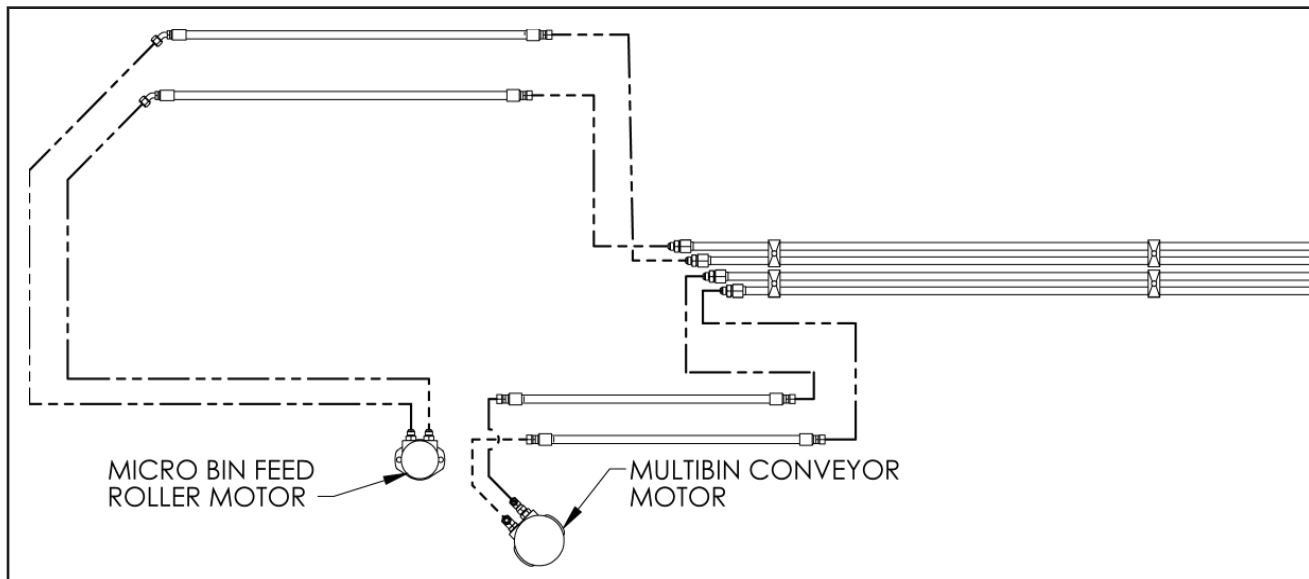 MICRO BIN FEED
ROLLER MOTOR
MULTIBIN CONVEYOR
MOTOR